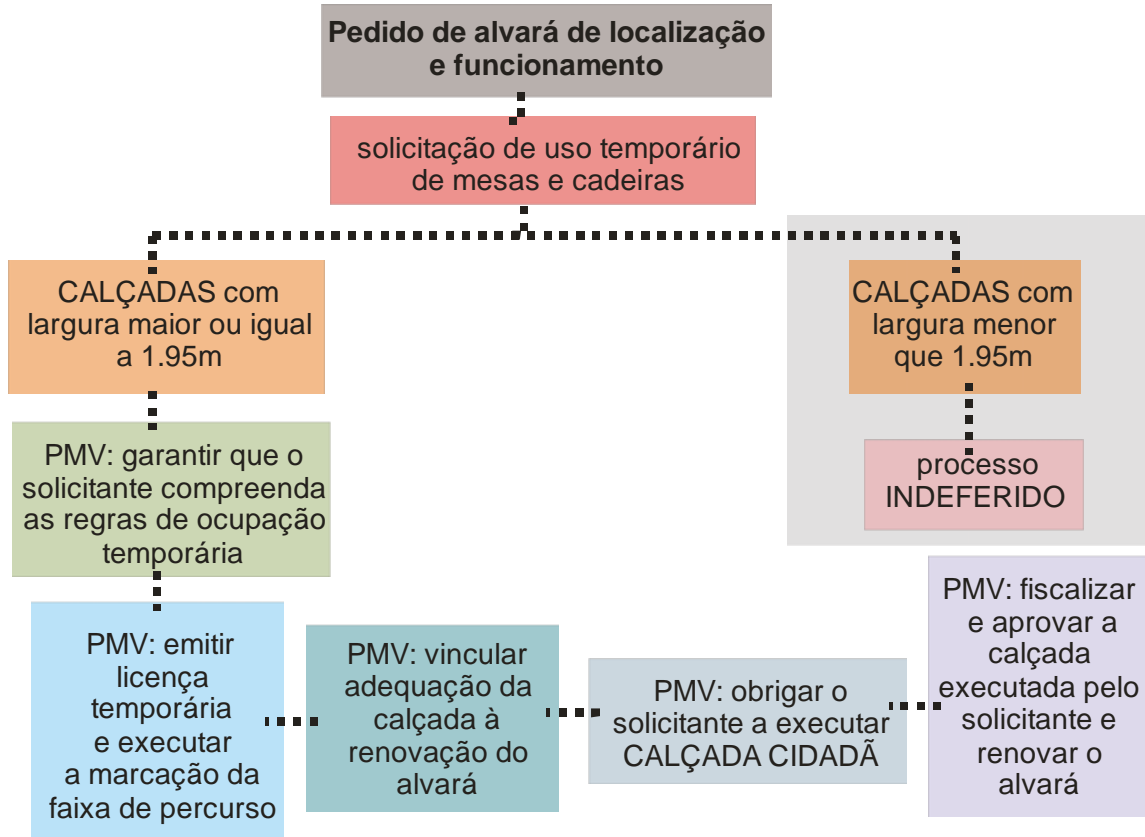 Pedido de alvará de localização
e funcionamento
solicitação de uso temporário
de mesas e cadeiras
CALÇADAS com
largura maior ou igual
a 1.95m
CALÇADAS com
largura menor
que 1.95m
PMV: garantir que o
solicitante compreenda
as regras de ocupação
temporária
processo
INDEFERIDO
PMV: emitir
licença
temporária
e executar
a marcação da
faixa de percurso
PMV: vincular
adequação da
calçada à
renovação do
alvará
PMV: obrigar o
solicitante a executar
CALÇADA CIDADÃ
PMV: fiscalizar
e aprovar a
calçada
executada pelo
solicitante e
renovar o
alvará